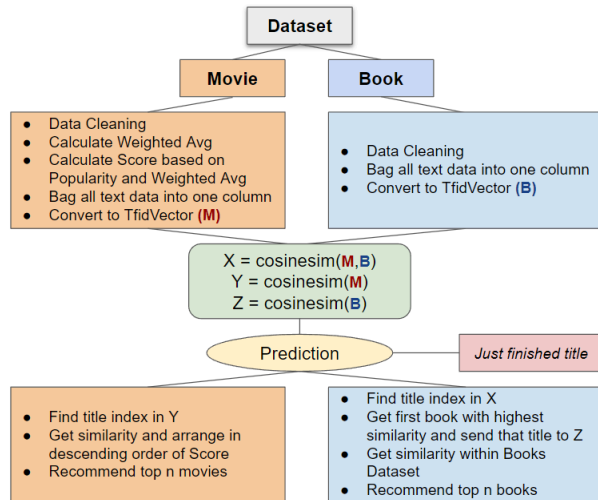 Dataset
Movie
Book
● Data Cleaning
● Calculate Weighted Avg
● Calculate Score based on
Popularity and Weighted Avg
● Bag all text data into one column
● Convert to TfidVector (M)
● Data Cleaning
● Bag all text data into one column
● Convert to TfidVector (B)
X = cosinesim(M,B)
Y = cosinesim(M)
Z = cosinesim(B)
Prediction
Just finished title
● Find title index in Y
● Get similarity and arrange in
descending order of Score
● Recommend top n movies
● Find title index in X
● Get first book with highest
similarity and send that title to Z
● Get similarity within Books
Dataset
● Recommend top n books